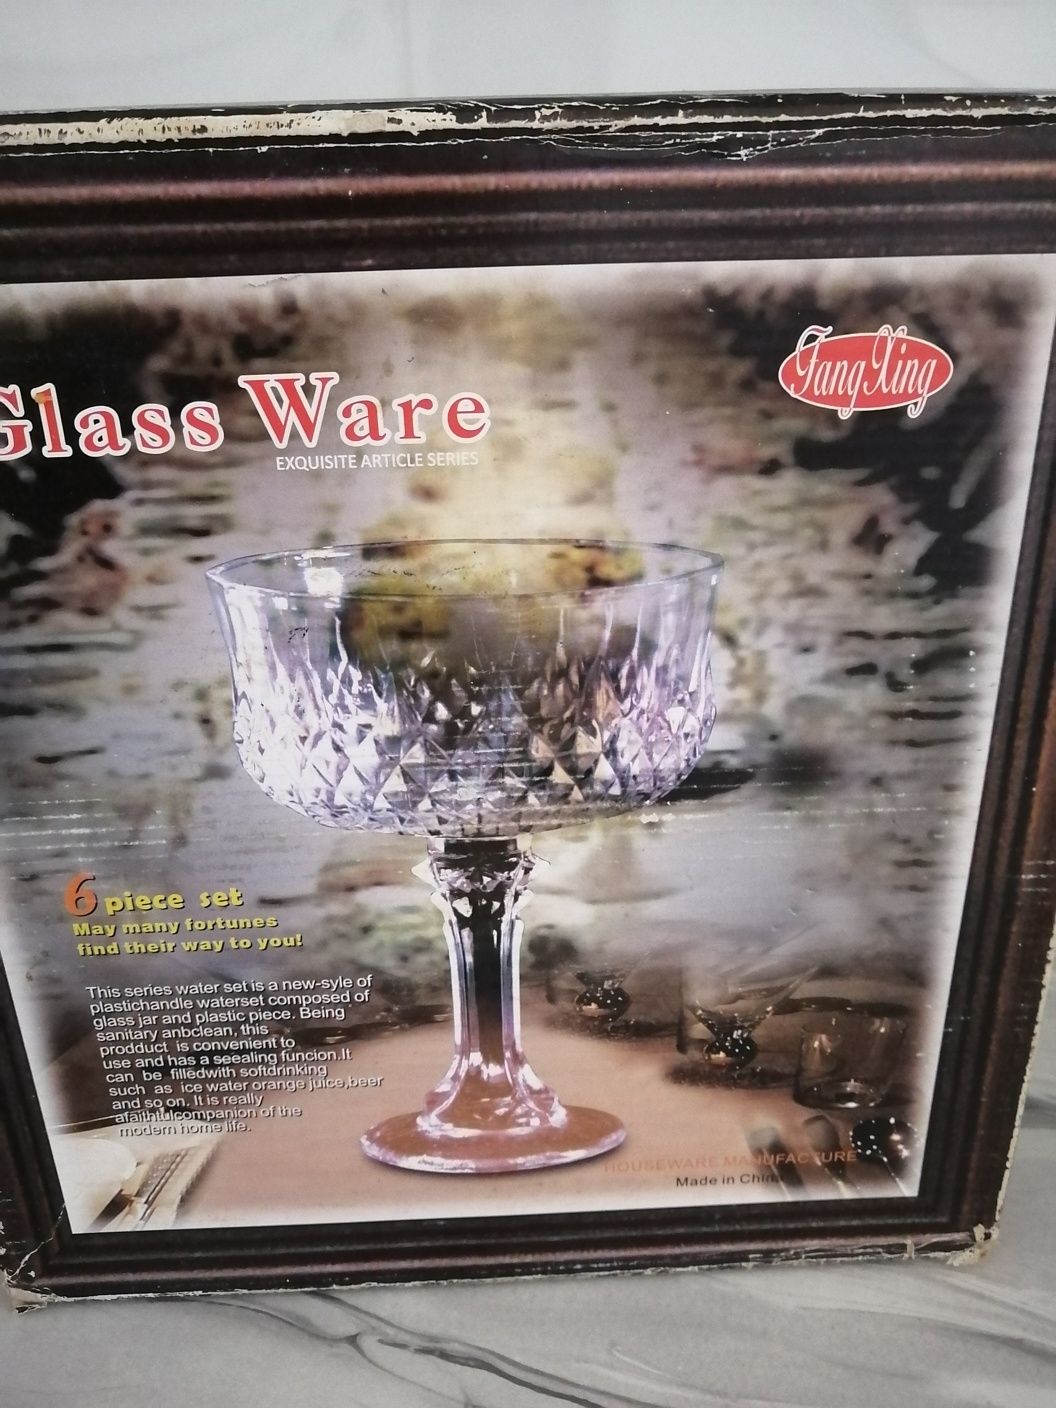 Glass Ware
EXQUISITE ARTICLE SERIES
Fang Xing
6 piece set
May many fortunes
find their way to you!
This series water set is a new-syle of
plastichandle waterset composed of
glass jar and plastic piece. Being
sanitary anbclean, this
prodduct is convenient to
use and has a seealing funcion.It
can be filledwith softdrinking
such as ice water orange juice,beer
and so on. It is really
afaithtulcompanion of the
modern home life.
HOUSEWARE MANUFACTURE
Made in China